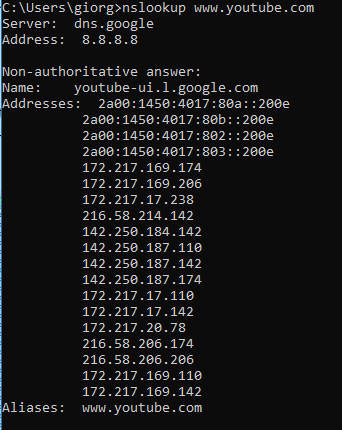 C:\Users\giorg>nslookup www.youtube.com
Server:  dns.google
Address:  8.8.8.8

Non-authoritative answer:
Name:    youtube-ui.l.google.com
Addresses:  2a00:1450:4017:80a::200e
2a00:1450:4017:80b::200e
2a00:1450:4017:802::200e
2a00:1450:4017:803::200e
172.217.169.174
172.217.169.206
172.217.17.238
216.58.214.142
142.250.184.142
142.250.187.110
142.250.187.142
142.250.187.174
172.217.17.110
172.217.17.142
172.217.20.78
216.58.206.174
216.58.206.206
172.217.169.110
172.217.169.142
Aliases:  www.youtube.com